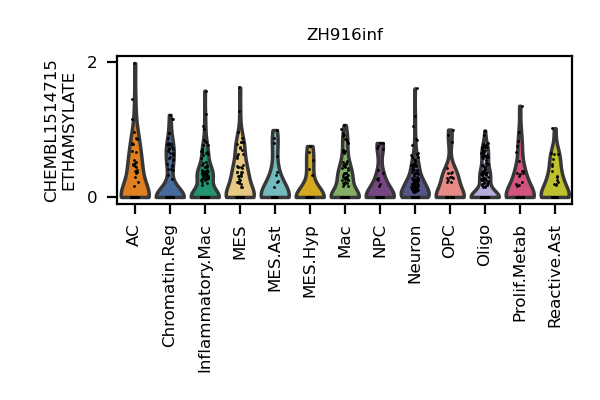 ZH916inf
CHEMBL1514715
ETHAMSYLATE
2
0
AC
Chromatin.Reg
Inflammatory.Mac
MES
MES.Ast
MES.Hyp
Mac
NPC
Neuron
OPC
Oligo
Prolif.Metab
Reactive.Ast